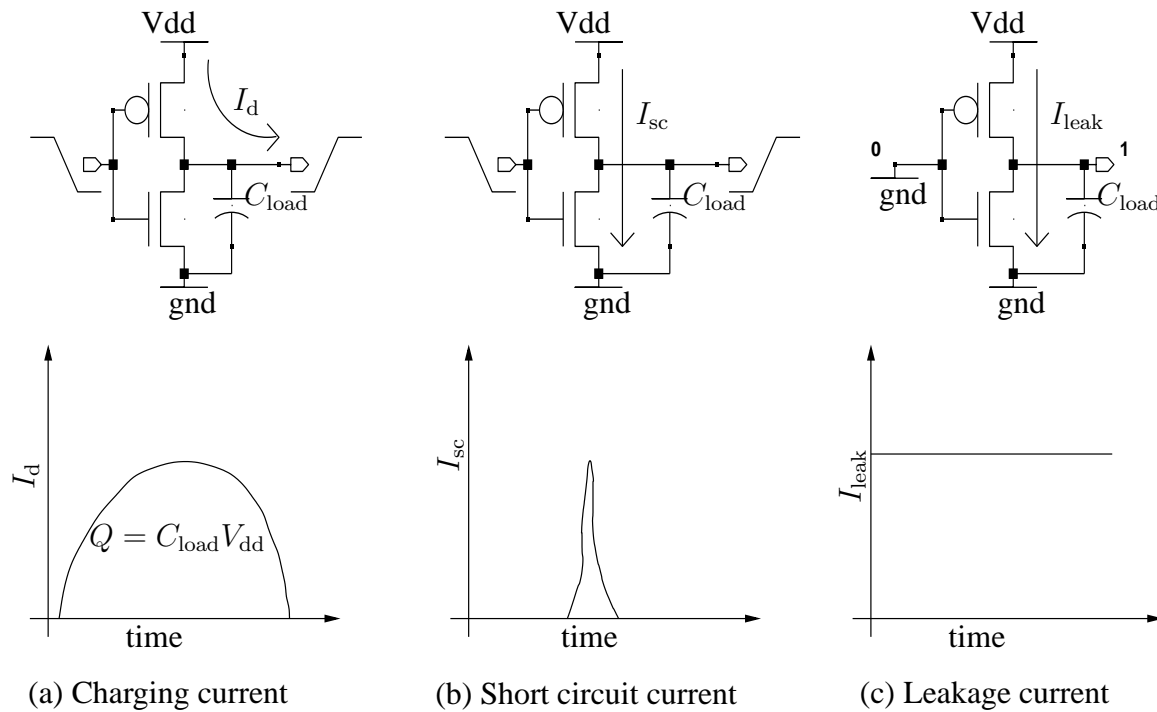 Vdd
I_d
C_load
gnd
Vdd
I_sc
C_load
gnd
Vdd
I_leak
0
1
gnd
C_load
gnd
I_d
Q = C_load V_dd
time
I_sc
time
I_leak
time
(a) Charging current
(b) Short circuit current
(c) Leakage current